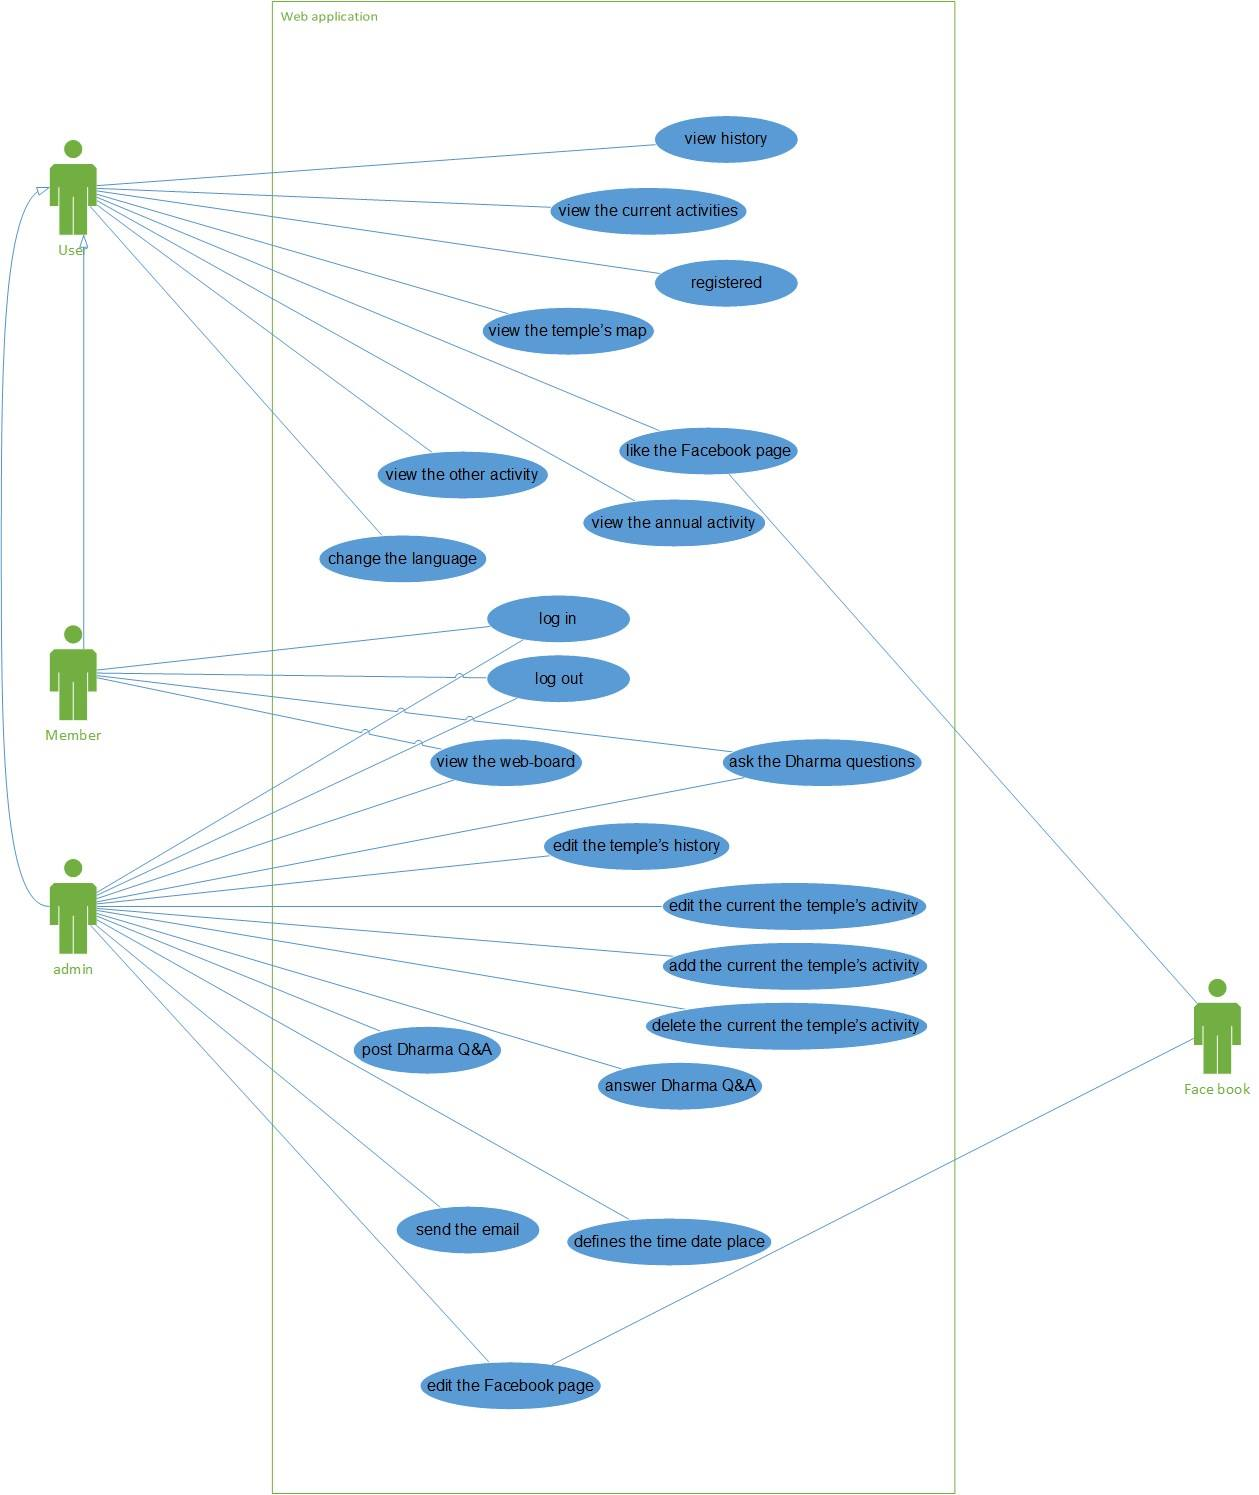 Web application
view history
view the current activities
User
registered
view the temple's map
like the Facebook page
view the other activity
view the annual activity
change the language
log in
log out
Member
view the web-board
ask the Dharma questions
edit the temple's history
edit the current the temple's activity
admin
add the current the temple's activity
delete the current the temple's activity
post Dharma Q&A
answer Dharma Q&A
Face book
send the email
defines the time date place
edit the Facebook page